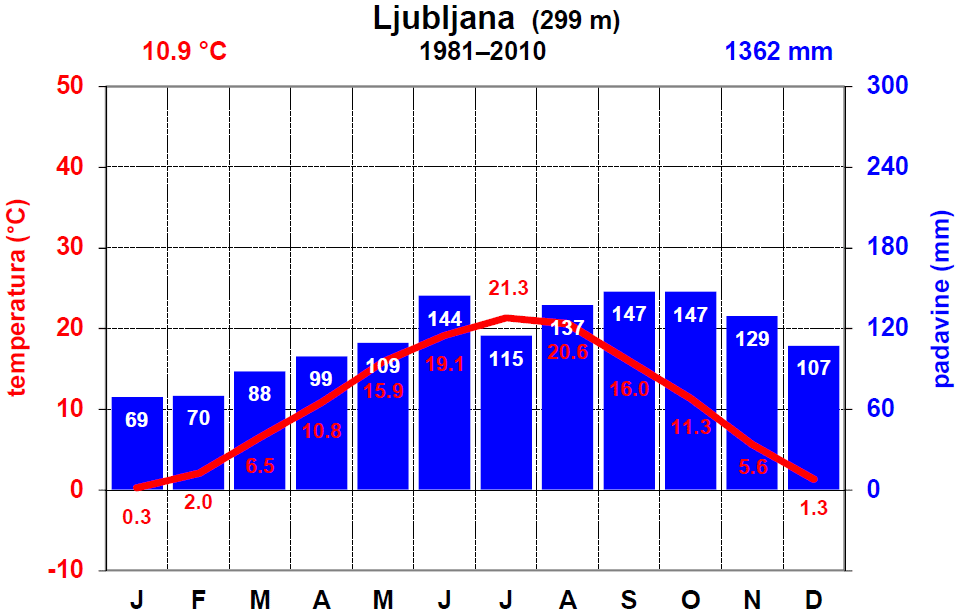 Ljubljana (299 m)
10.9 °C 1981–2010 1362 mm
temperatura (°C)
50
40
30
20
10
0
-10
300
240
180
120
60
0
padavine (mm)
69 70 88 99 109 144 115 137 147 147 129 107
0.3 2.0 6.5 10.8 15.9 19.1 21.3 20.6 16.0 11.3 5.6 1.3
J F M A M J J A S O N D